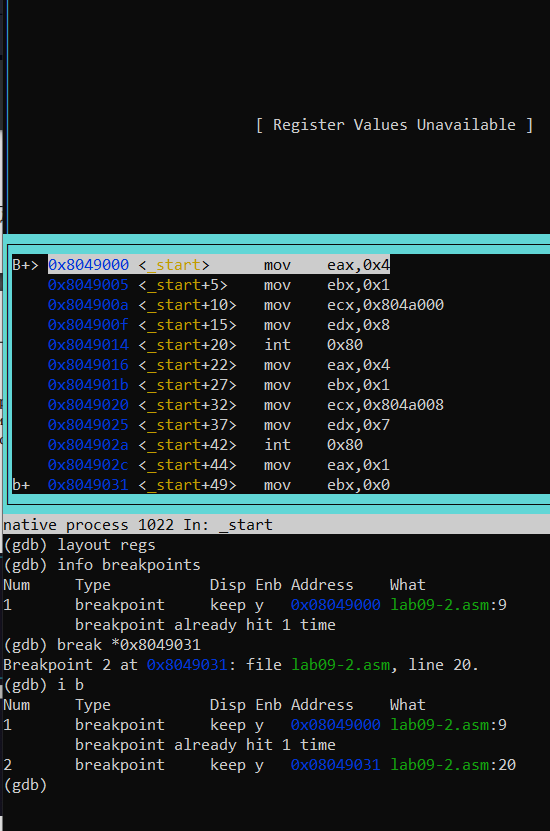 [ Register Values Unavailable ]
B+> 0x8049000 <_start> mov eax,0x4
0x8049005 <_start+5> mov ebx,0x1
0x804900a <_start+10> mov ecx,0x804a000
0x804900f <_start+15> mov edx,0x8
0x8049014 <_start+20> int 0x80
0x8049016 <_start+22> mov eax,0x4
0x804901b <_start+27> mov ebx,0x1
0x8049020 <_start+32> mov ecx,0x804a008
0x8049025 <_start+37> mov edx,0x7
0x804902a <_start+42> int 0x80
0x804902c <_start+44> mov eax,0x1
b+ 0x8049031 <_start+49> mov ebx,0x0
native process 1022 In: _start
(gdb) layout regs
(gdb) info breakpoints
Num Type Disp Enb Address What
1 breakpoint keep y 0x08049000 lab09-2.asm:9
breakpoint already hit 1 time
(gdb) break *0x8049031
Breakpoint 2 at 0x8049031: file lab09-2.asm, line 20.
(gdb) i b
Num Type Disp Enb Address What
1 breakpoint keep y 0x08049000 lab09-2.asm:9
breakpoint already hit 1 time
2 breakpoint keep y 0x08049031 lab09-2.asm:20
(gdb)